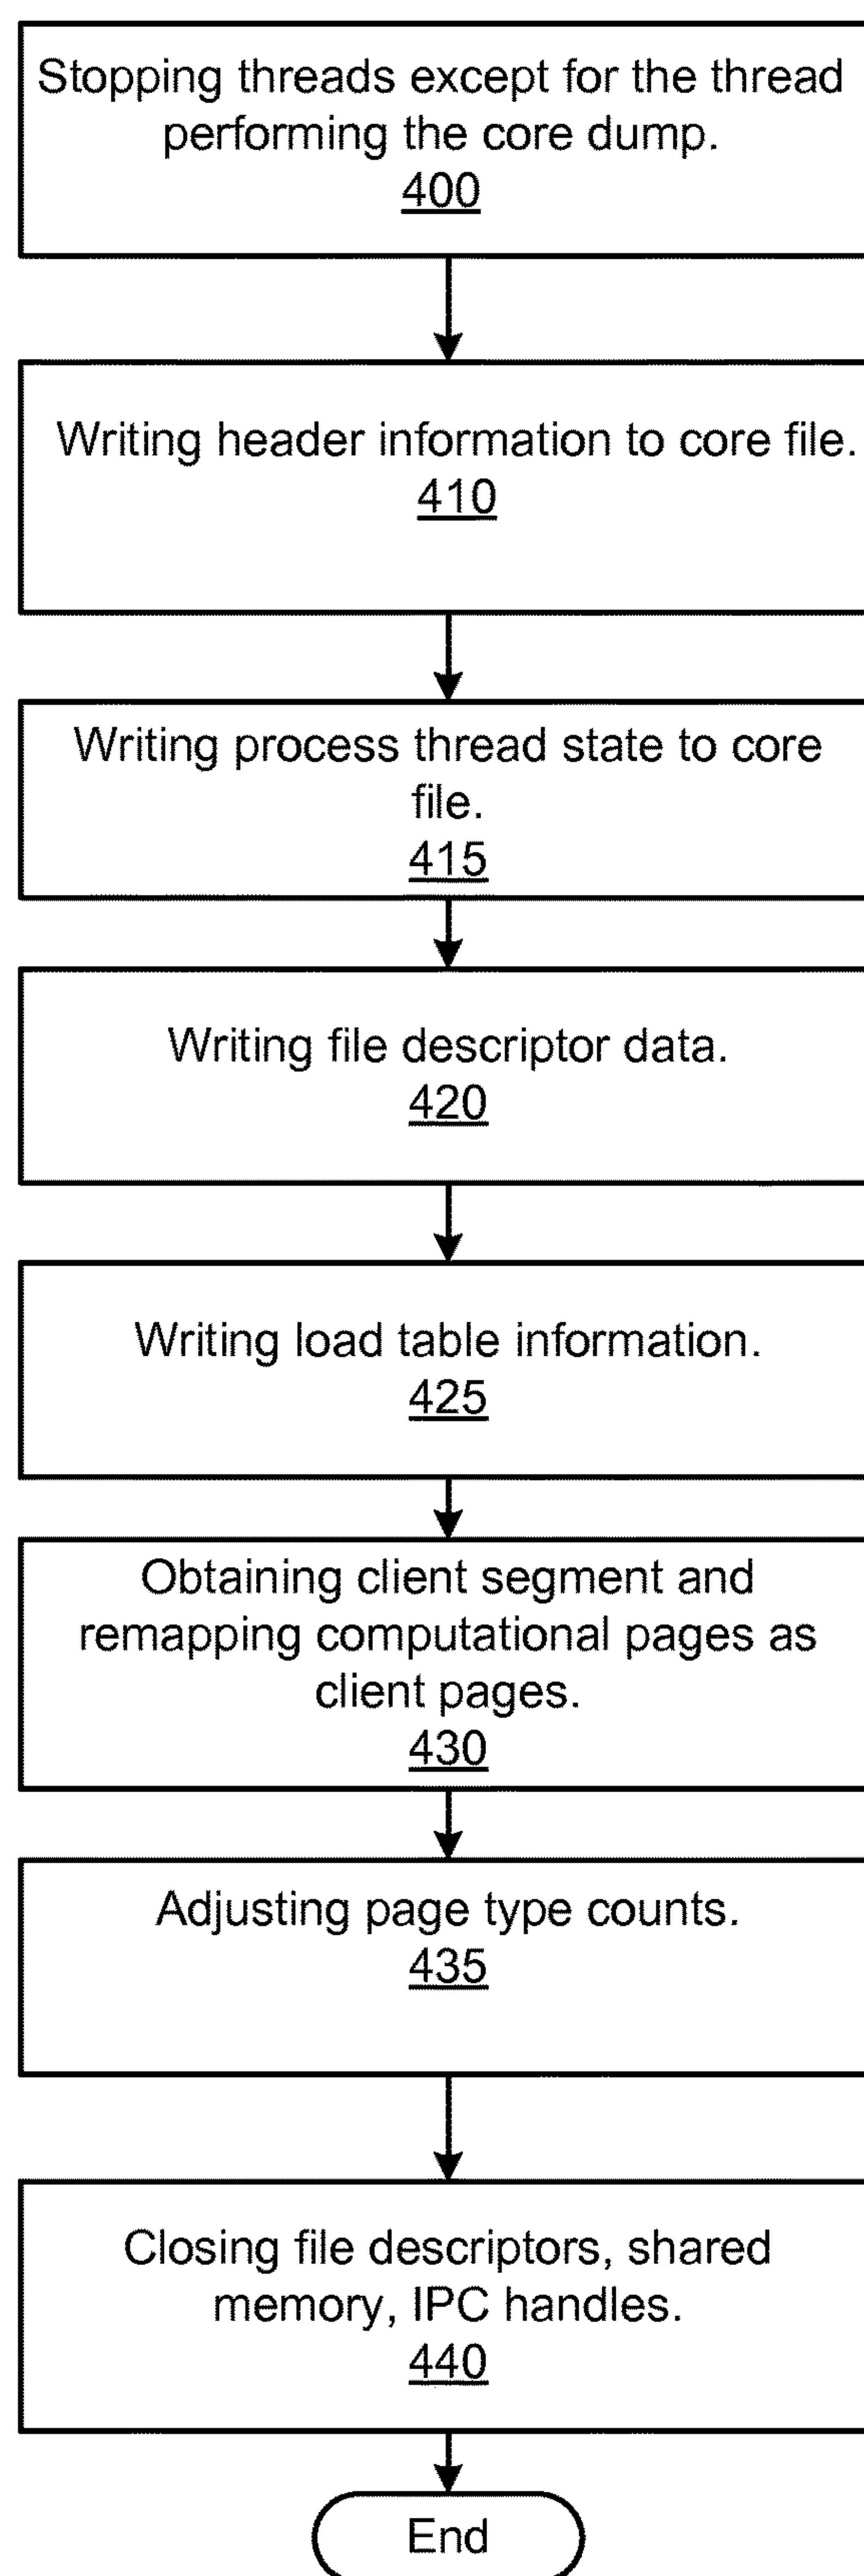 Stopping threads except for the thread
performing the core dump.
400
Writing header information to core file.
410
Writing process thread state to core
file.
415
Writing file descriptor data.
420
Writing load table information.
425
Obtaining client segment and
remapping computational pages as
client pages.
430
Adjusting page type counts.
435
Closing file descriptors, shared
memory, IPC handles.
440
End